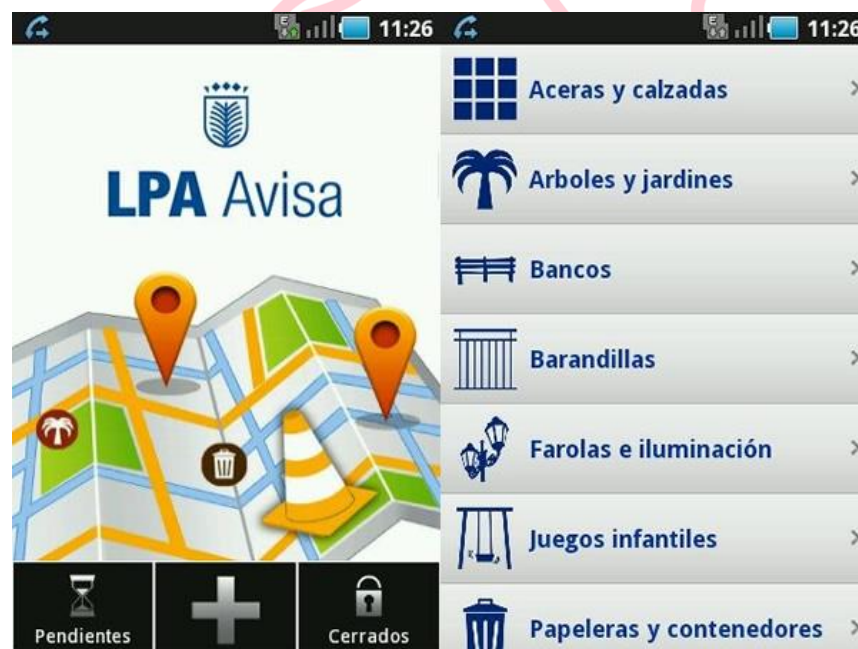 11:26
LPA Avisa
Pendientes
Cerrados
11:26
Aceras y calzadas
Arboles y jardines
Bancos
Barandillas
Farolas e iluminación
Juegos infantiles
Papeleras y contenedores